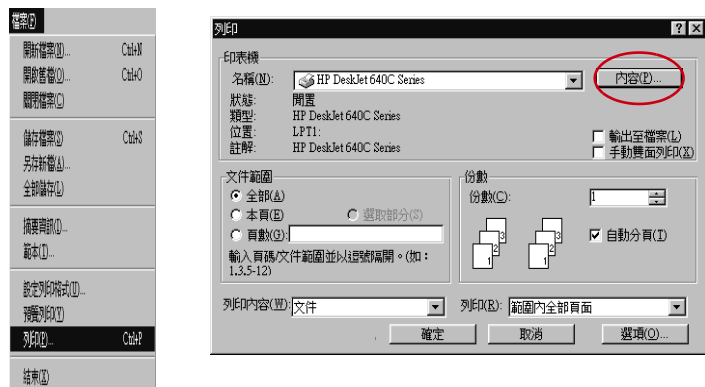 檔案(F)
開新檔案(N)... Ctrl+N
開啟舊檔(O)... Ctrl+O
關閉檔案(C)
儲存檔案(S) Ctrl+S
另存新檔(A)...
全部儲存(L)
摘要資訊(I)...
範本(T)...
設定列印格式(U)...
預覽列印(V)
列印(P)... Ctrl+P
結束(X)
列印
印表機
名稱(N): HP DeskJet 640C Series 內容(P)...
狀態: 閒置
類型: HP DeskJet 640C Series
位置: LPT1:
註解: HP DeskJet 640C Series
輸出至檔案(L)
手動雙面列印(X)
文件範圍
全部(A)
本頁(E) 選取部分(S)
頁數(G):
輸入頁碼/文件範圍並以逗號隔開。(如：
1.3.5-12)
份數
份數(C): 1
3 3
2 2
1 1
自動分頁(T)
列印內容(W): 文件 列印(R): 範圍內全部頁面
確定 取消 選項(O)...